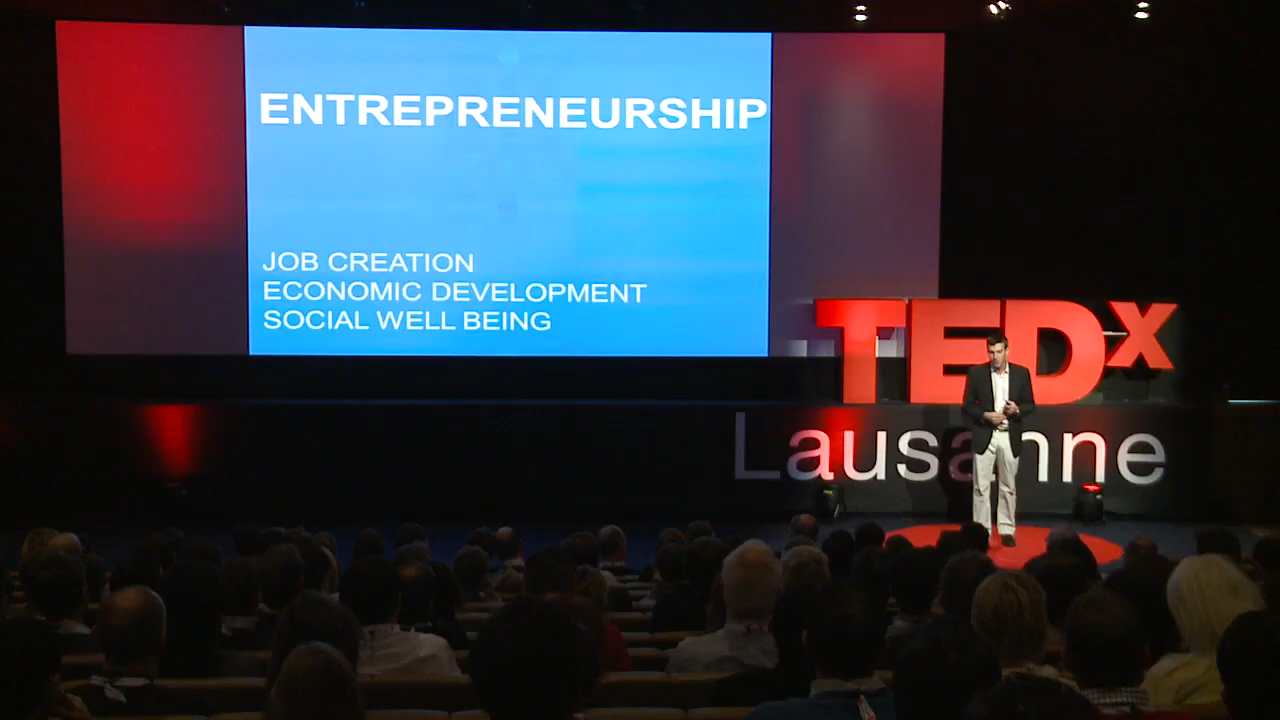 ENTREPRENEURSHIP
JOB CREATION
ECONOMIC DEVELOPMENT
SOCIAL WELL BEING
TEDx
Lausanne